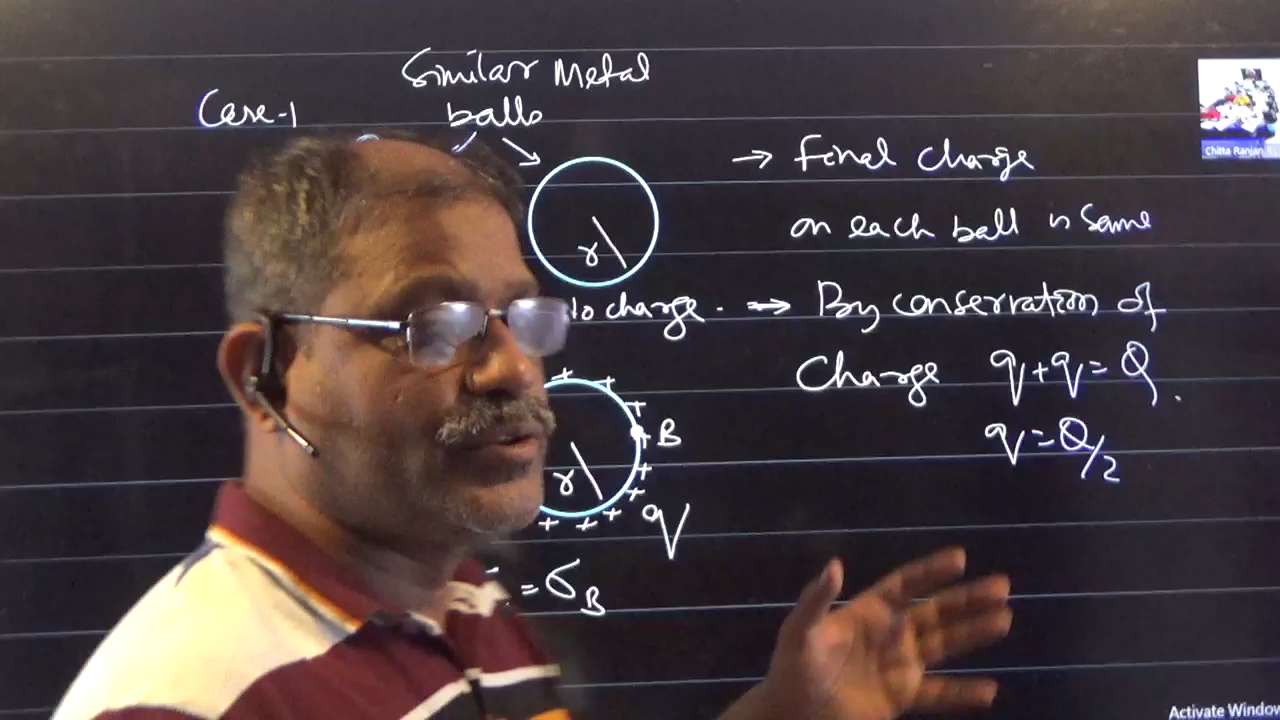 Similar Metal
Case-1
balls
→ Final charge
r
on each ball is same
No charge. → By conservation of
Charge q+q=Q.
B
q=Q/2
r
q
=σB
Chitta Ranjan
Activate Window